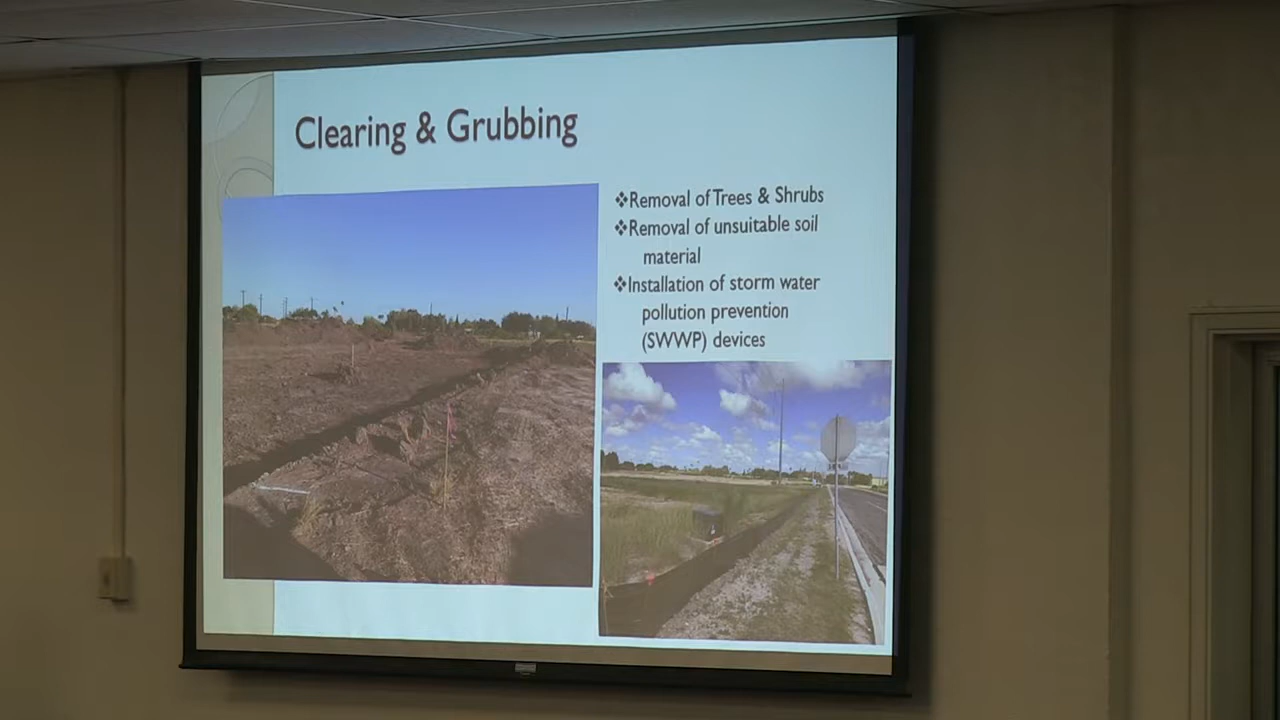 Clearing & Grubbing
❖Removal of Trees & Shrubs
❖Removal of unsuitable soil
material
❖Installation of storm water
pollution prevention
(SWWP) devices